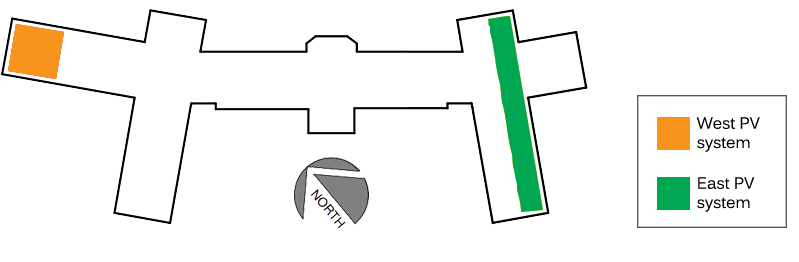 West PV
system
East PV
system
NORTH